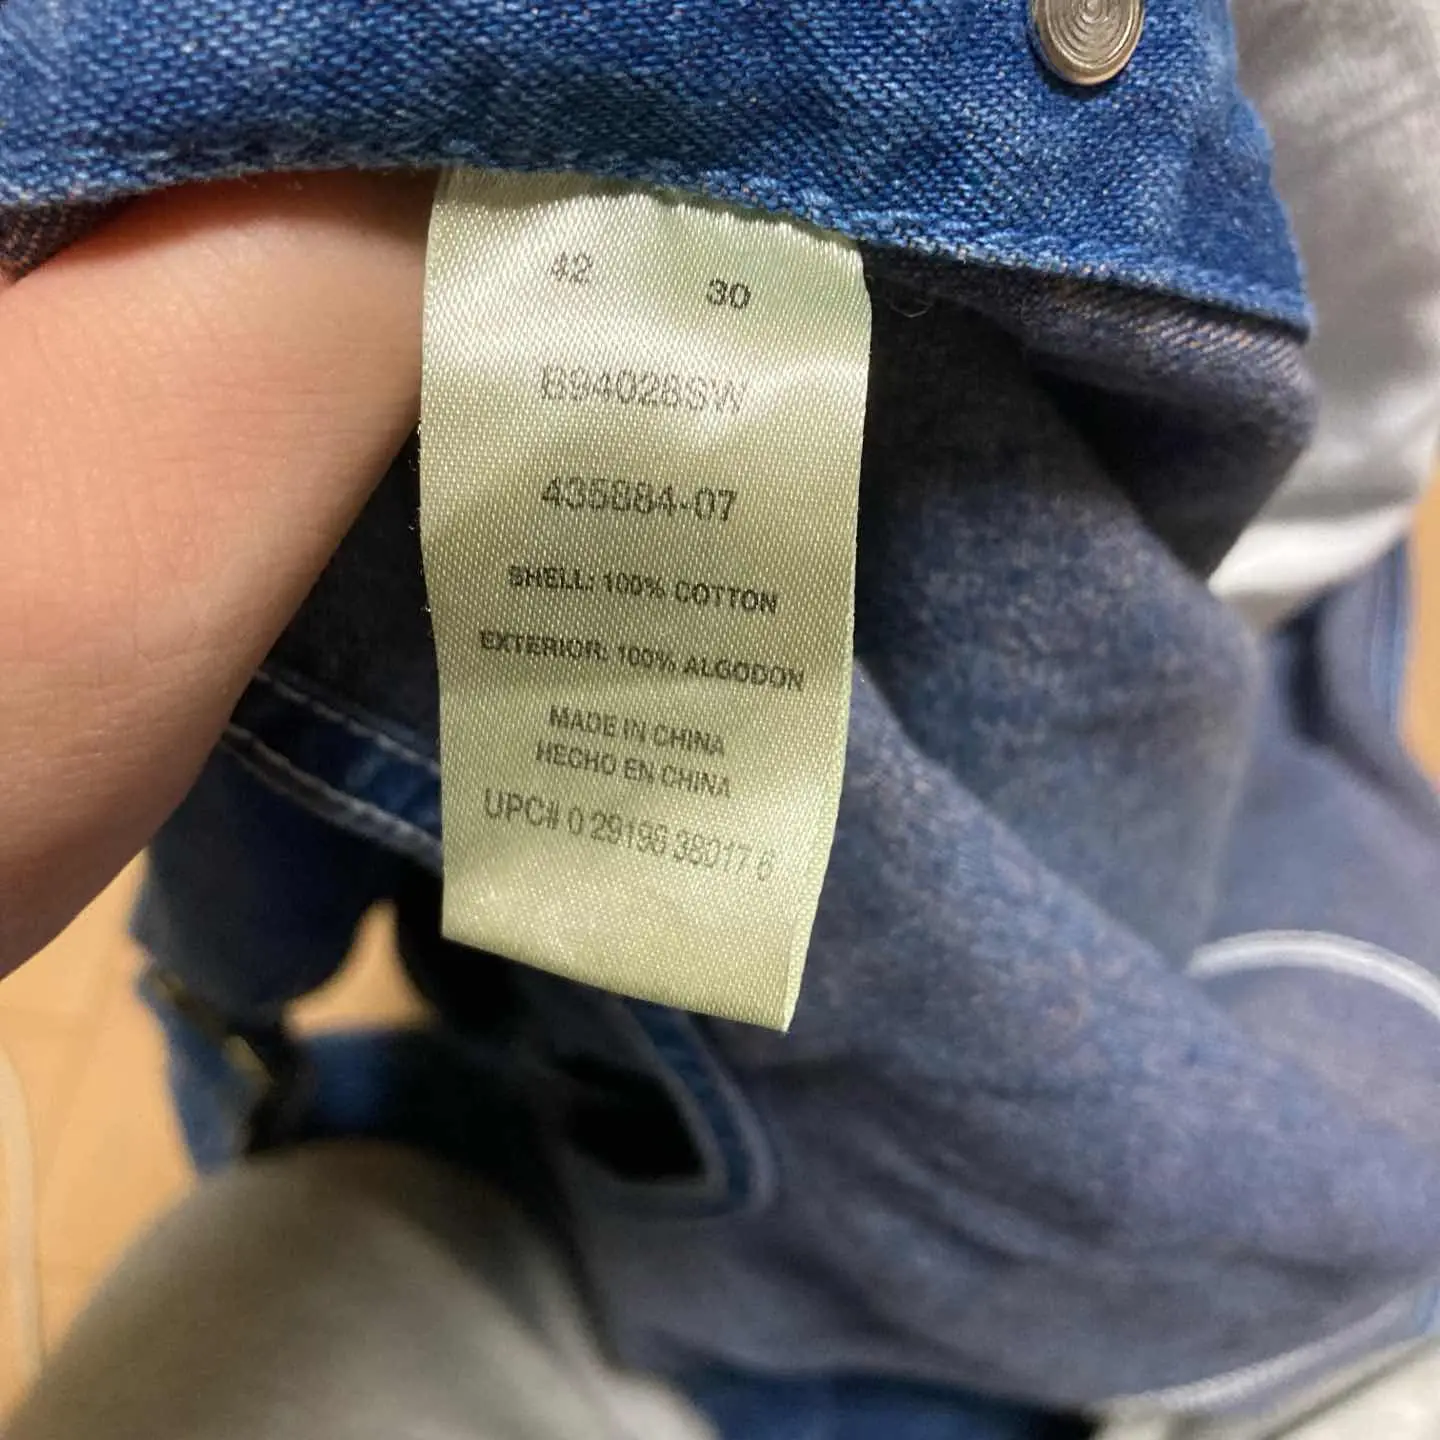 42 30
B94028SW
435884-07
SHELL: 100% COTTON
EXTERIOR: 100% ALGODON
MADE IN CHINA
HECHO EN CHINA
UPC# 0 29198 38017 6